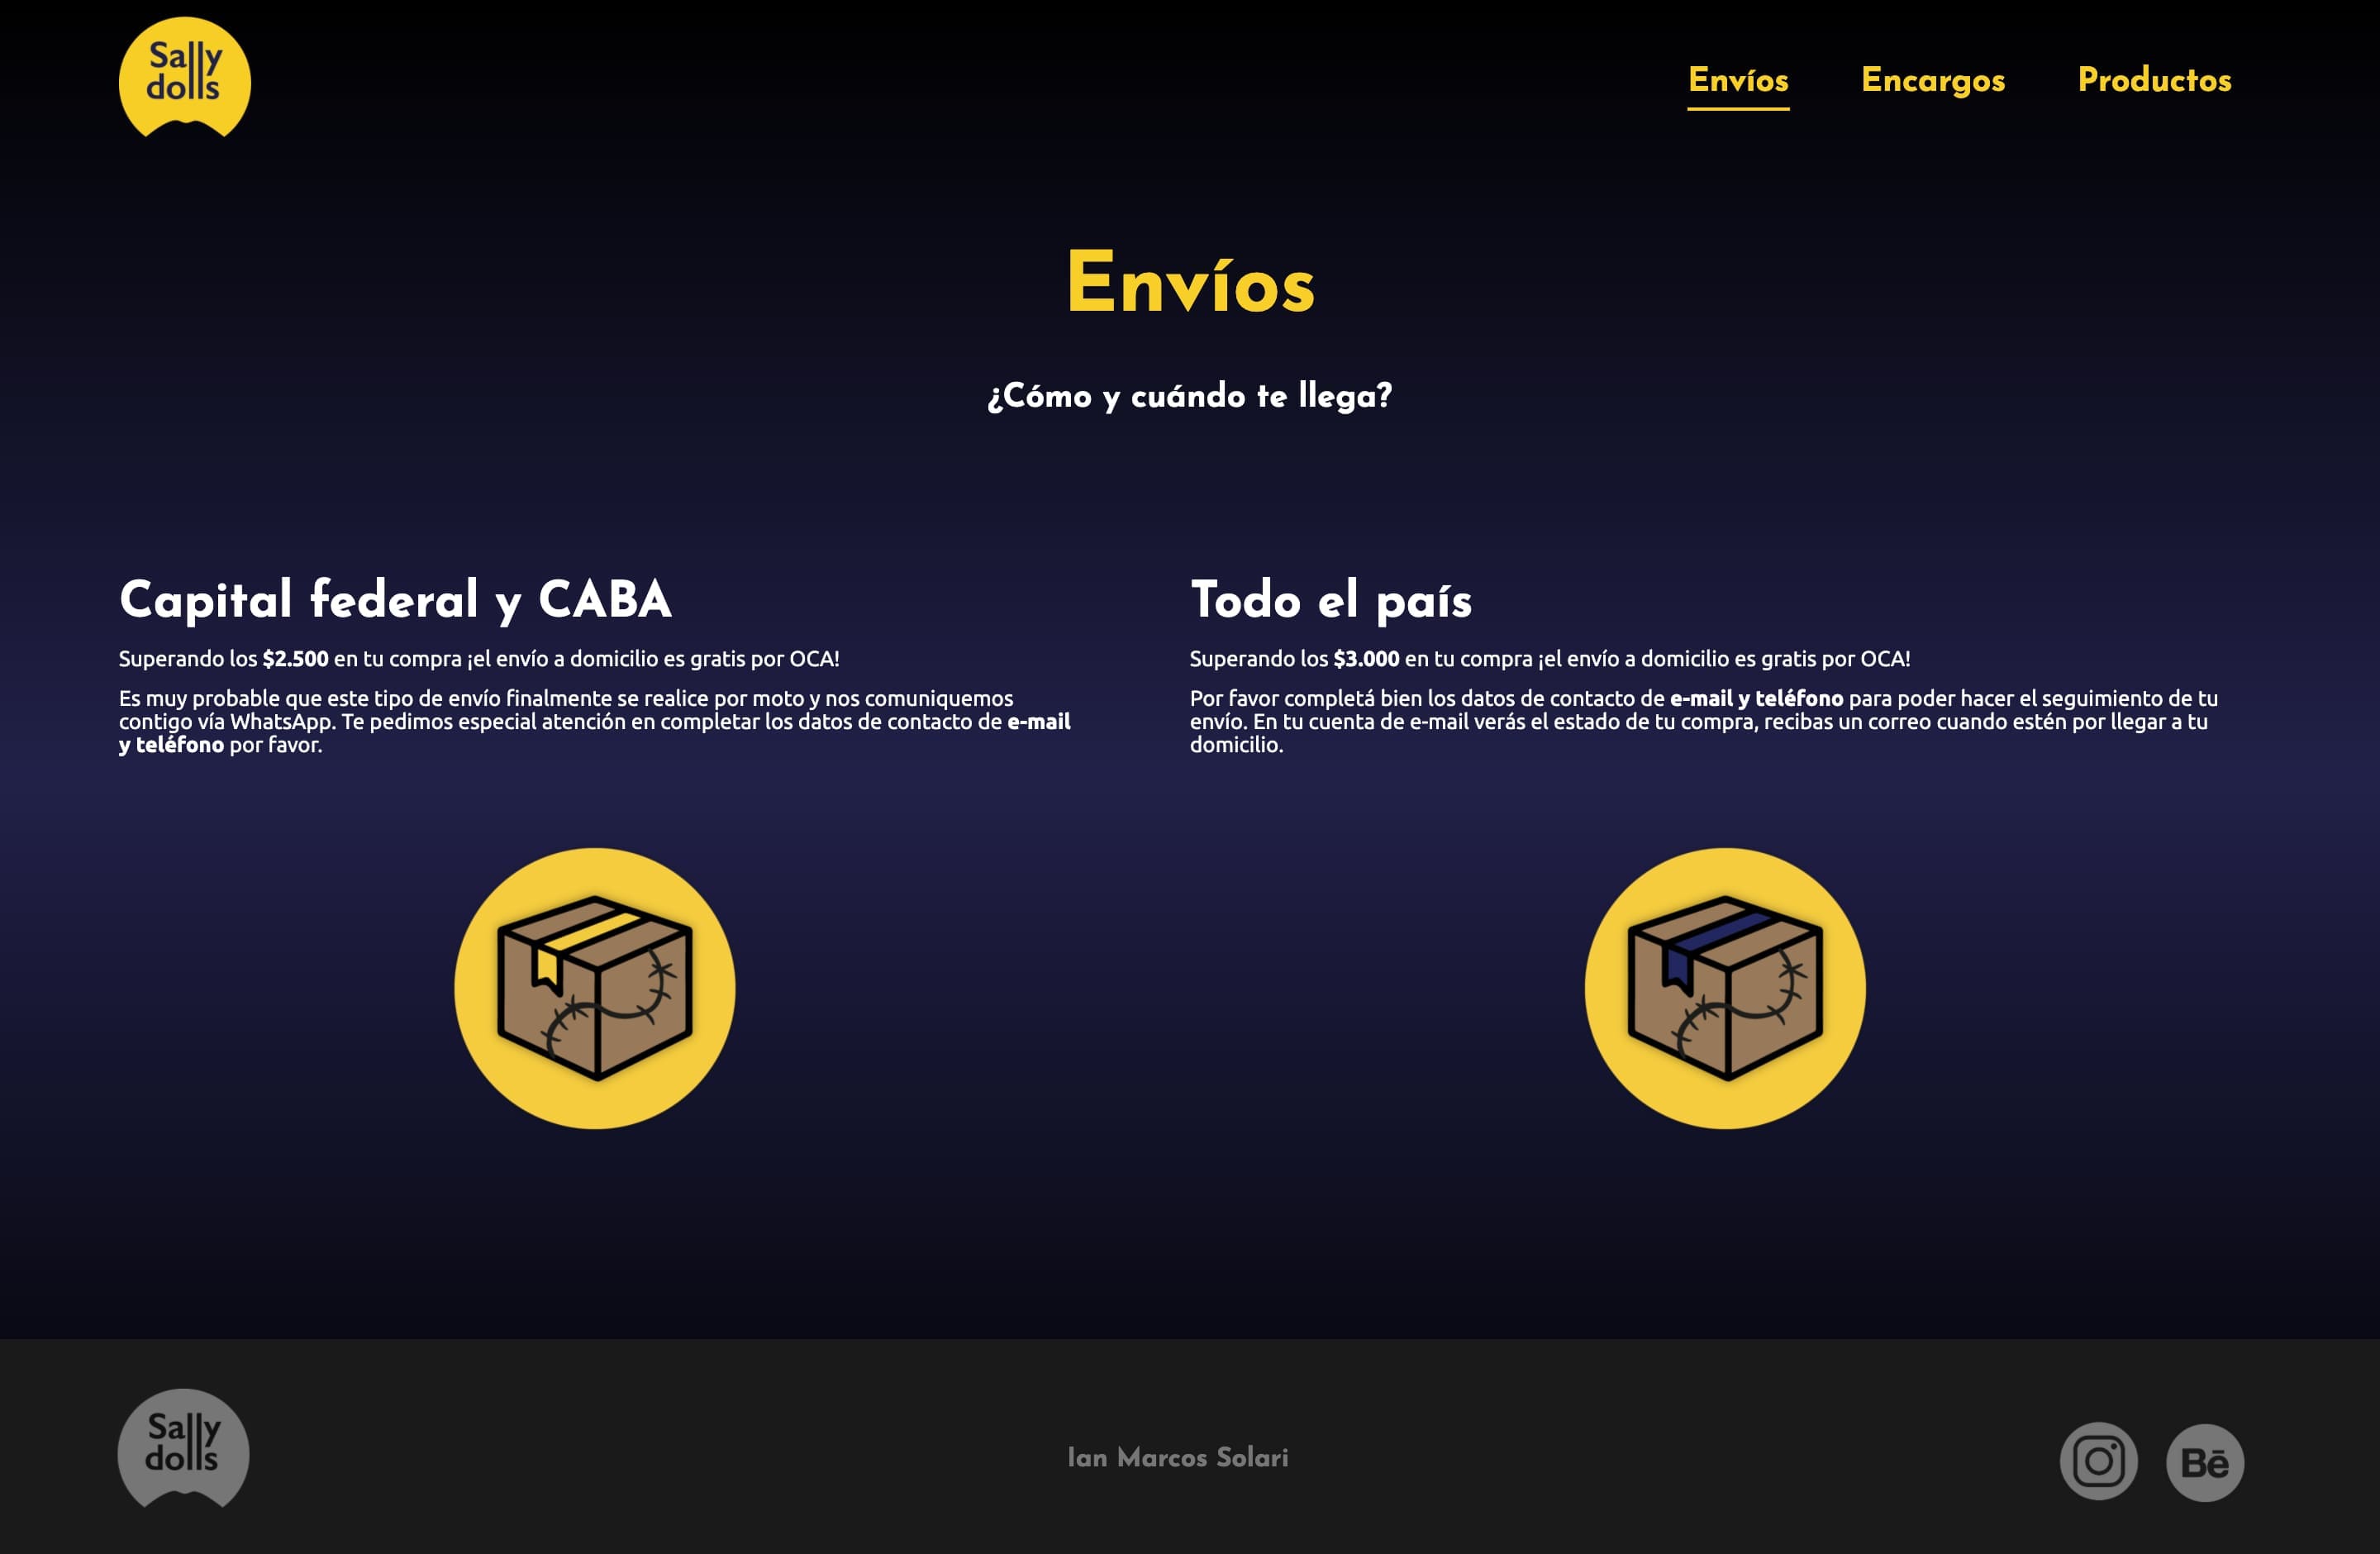 Sally
dolls
Envíos
Encargos
Productos
Envíos
¿Cómo y cuándo te llega?
Capital federal y CABA
Superando los $2.500 en tu compra ¡el envío a domicilio es gratis por OCA!
Es muy probable que este tipo de envío finalmente se realice por moto y nos comuniquemos
contigo vía WhatsApp. Te pedimos especial atención en completar los datos de contacto de e-mail
y teléfono por favor.
Todo el país
Superando los $3.000 en tu compra ¡el envío a domicilio es gratis por OCA!
Por favor completá bien los datos de contacto de e-mail y teléfono para poder hacer el seguimiento de tu
envío. En tu cuenta de e-mail verás el estado de tu compra, recibas un correo cuando estén por llegar a tu
domicilio.
Sally
dolls
Ian Marcos Solari
Bē